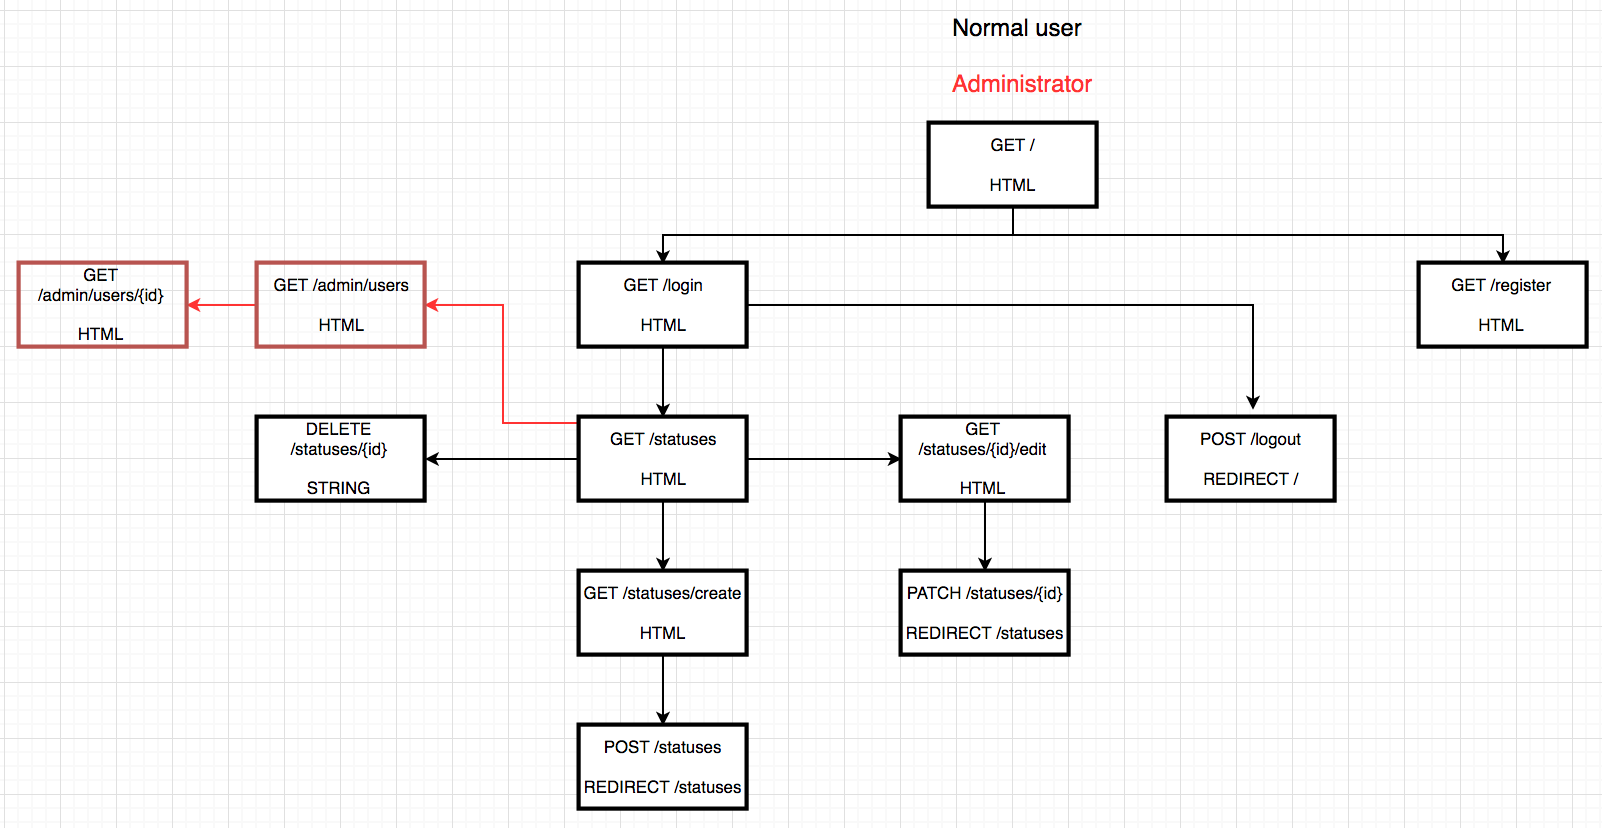 Normal user
Administrator
GET /
HTML
GET
/admin/users/{id}
HTML
GET /admin/users
HTML
GET /login
HTML
GET /register
HTML
DELETE
/statuses/{id}
STRING
GET /statuses
HTML
GET
/statuses/{id}/edit
HTML
POST /logout
REDIRECT /
GET /statuses/create
HTML
PATCH /statuses/{id}
REDIRECT /statuses
POST /statuses
REDIRECT /statuses